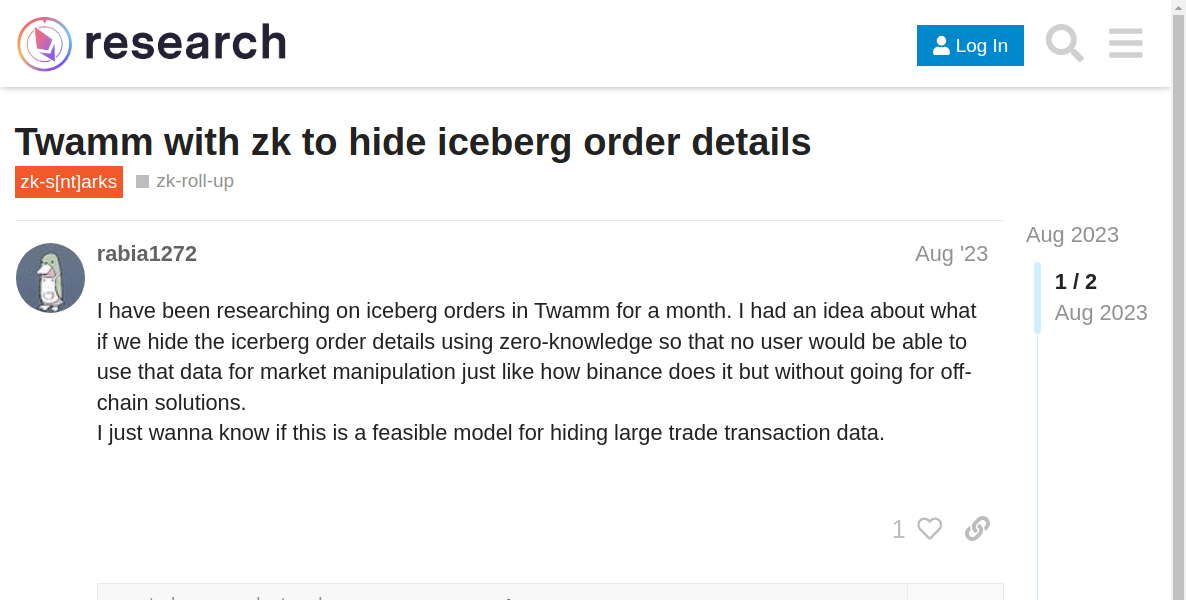 research
Log In
Twamm with zk to hide iceberg order details
zk-s[nt]arks
zk-roll-up
Aug 2023
rabia1272
Aug '23
1 / 2
Aug 2023
I have been researching on iceberg orders in Twamm for a month. I had an idea about what
if we hide the icerberg order details using zero-knowledge so that no user would be able to
use that data for market manipulation just like how binance does it but without going for off-
chain solutions.
I just wanna know if this is a feasible model for hiding large trade transaction data.
1